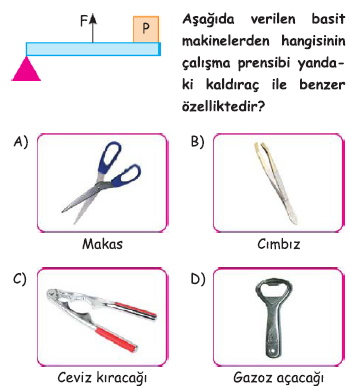 F
P
Aşağıda verilen basit
makinelerden hangisinin
çalışma prensibi yanda-
ki kaldıraç ile benzer
özelliktedir?
A)
B)
Makas
Cımbız
C)
D)
Ceviz kıracağı
Gazoz açacağı